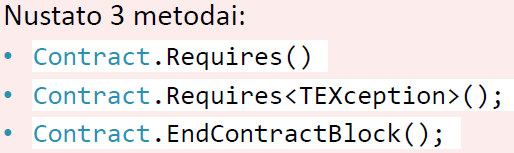 Nustato 3 metodai:
• Contract.Requires()
• Contract.Requires<TEXception>();
• Contract.EndContractBlock();